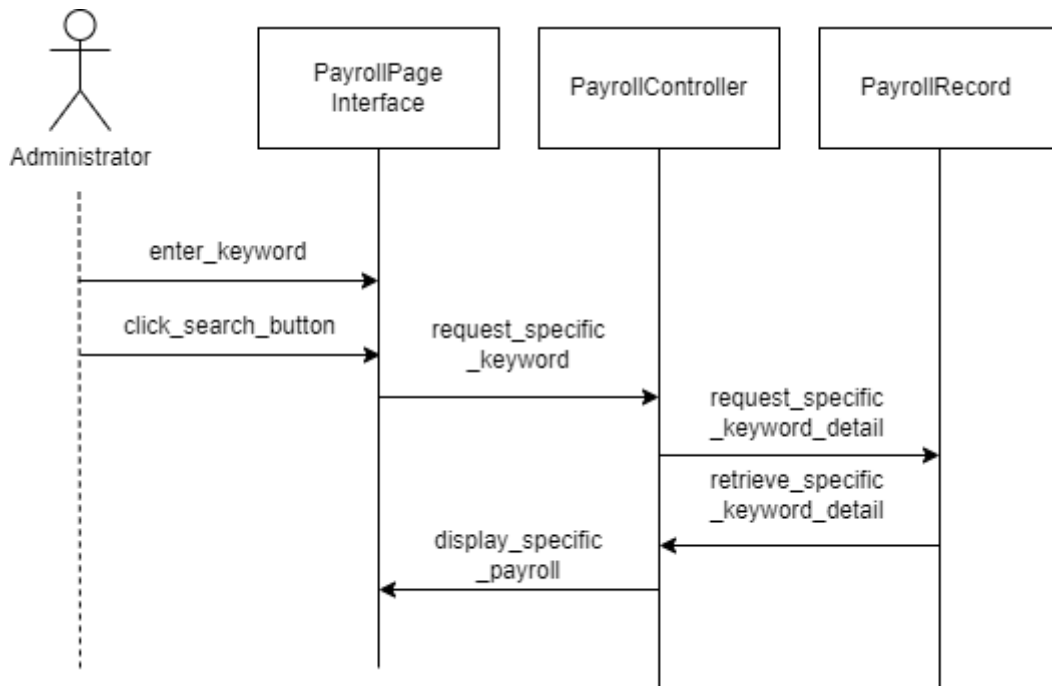 PayrollPage
Interface
PayrollController
PayrollRecord
Administrator
enter_keyword
click_search_button
request_specific
_keyword
request_specific
_keyword_detail
retrieve_specific
_keyword_detail
display_specific
_payroll